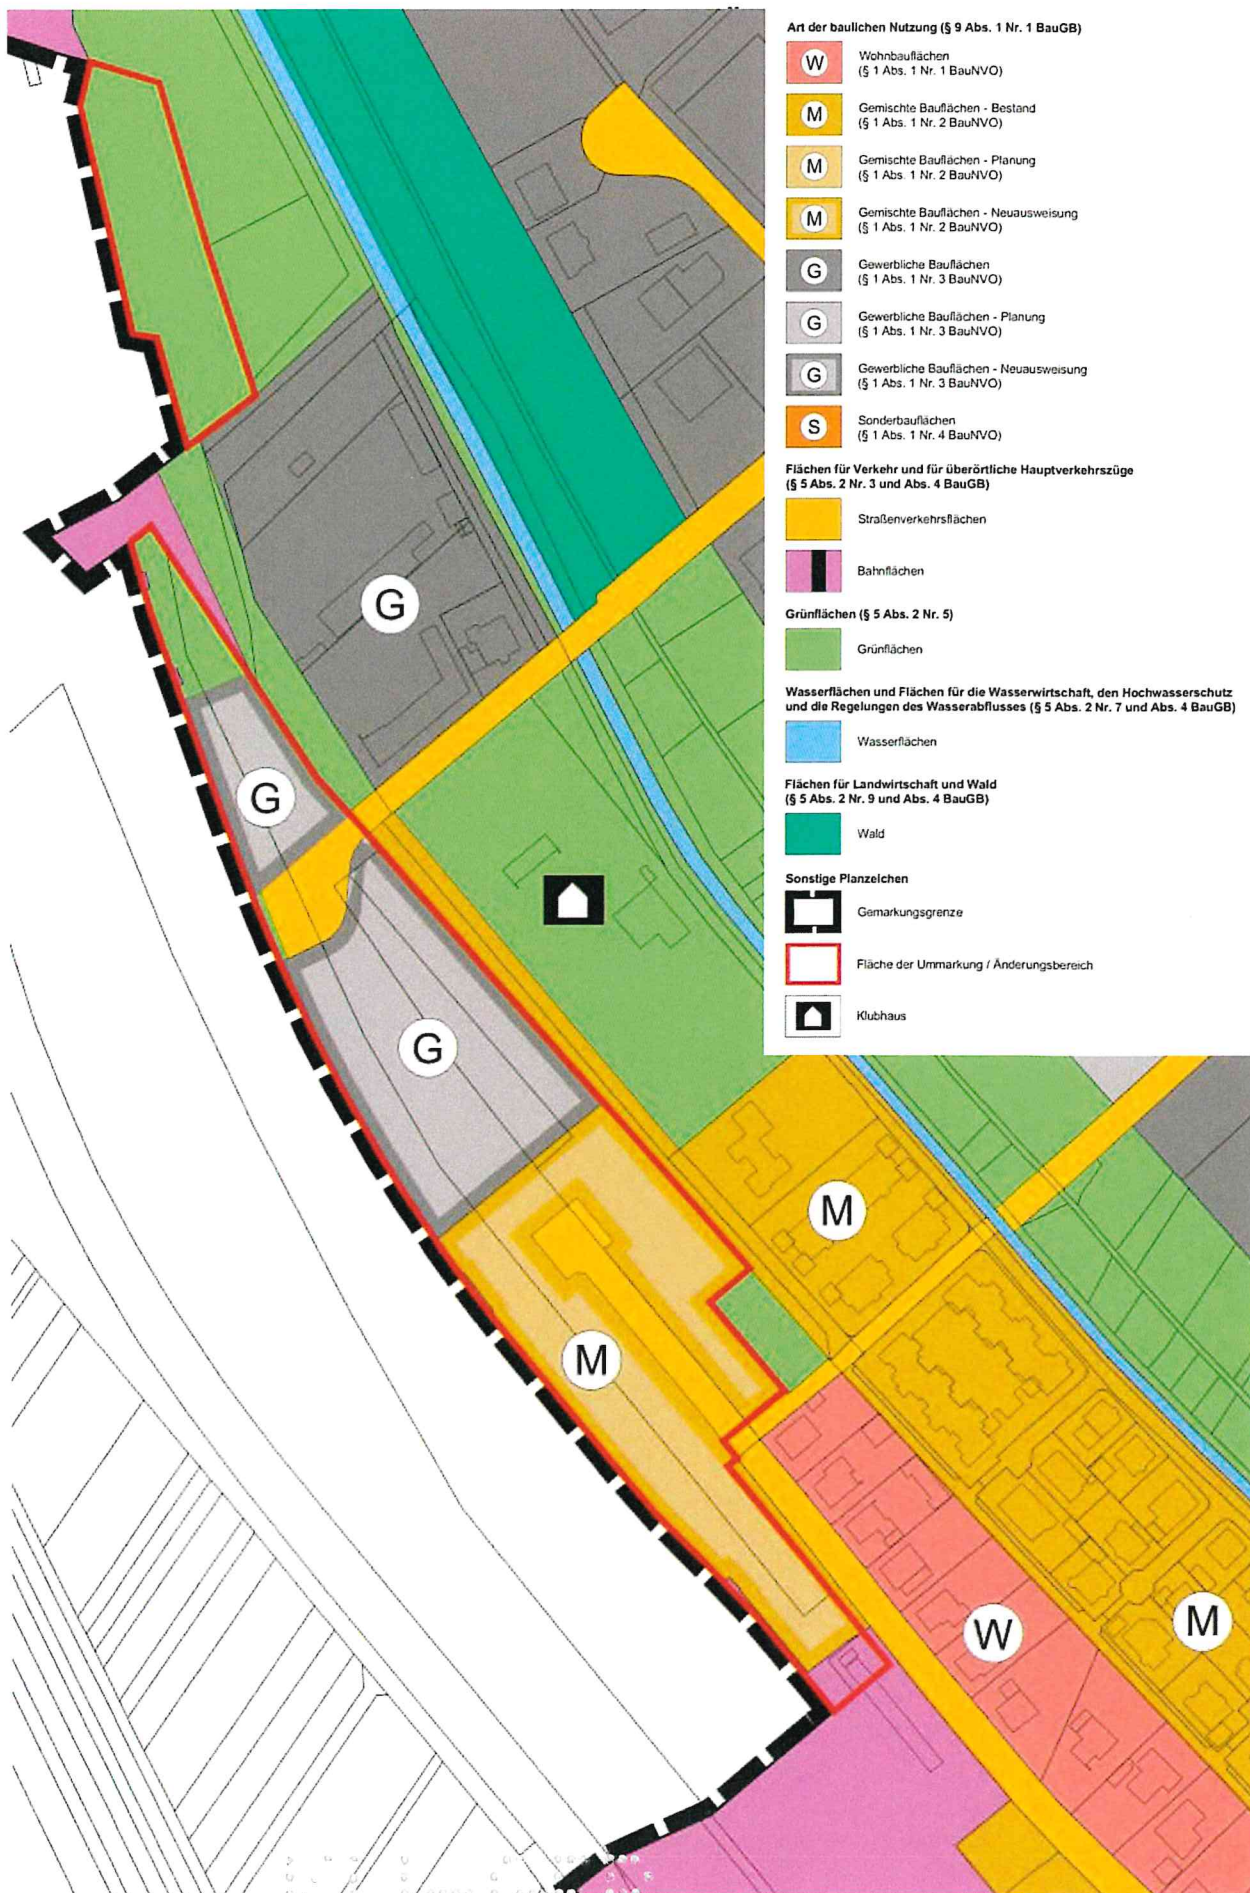 Art der baulichen Nutzung (§ 9 Abs. 1 Nr. 1 BauGB)
W
Wohnbauflächen
(§ 1 Abs. 1 Nr. 1 BauNVO)
M
Gemischte Bauflächen - Bestand
(§ 1 Abs. 1 Nr. 2 BauNVO)
M
Gemischte Bauflächen - Planung
(§ 1 Abs. 1 Nr. 2 BauNVO)
M
Gemischte Bauflächen - Neuausweisung
(§ 1 Abs. 1 Nr. 2 BauNVO)
G
Gewerbliche Bauflächen
(§ 1 Abs. 1 Nr. 3 BauNVO)
G
Gewerbliche Bauflächen - Planung
(§ 1 Abs. 1 Nr. 3 BauNVO)
G
Gewerbliche Bauflächen - Neuausweisung
(§ 1 Abs. 1 Nr. 3 BauNVO)
S
Sonderbauflächen
(§ 1 Abs. 1 Nr. 4 BauNVO)
Flächen für Verkehr und für überörtliche Hauptverkehrszüge
(§ 5 Abs. 2 Nr. 3 und Abs. 4 BauGB)
Straßenverkehrsflächen
Bahnflächen
Grünflächen (§ 5 Abs. 2 Nr. 5)
Grünflächen
Wasserflächen und Flächen für die Wasserwirtschaft, den Hochwasserschutz
und die Regelungen des Wasserabflusses (§ 5 Abs. 2 Nr. 7 und Abs. 4 BauGB)
Wasserflächen
Flächen für Landwirtschaft und Wald
(§ 5 Abs. 2 Nr. 9 und Abs. 4 BauGB)
Wald
Sonstige Planzeichen
Gemarkungsgrenze
Fläche der Ummarkung / Änderungsbereich
Klubhaus
G
G
G
M
M
W
M